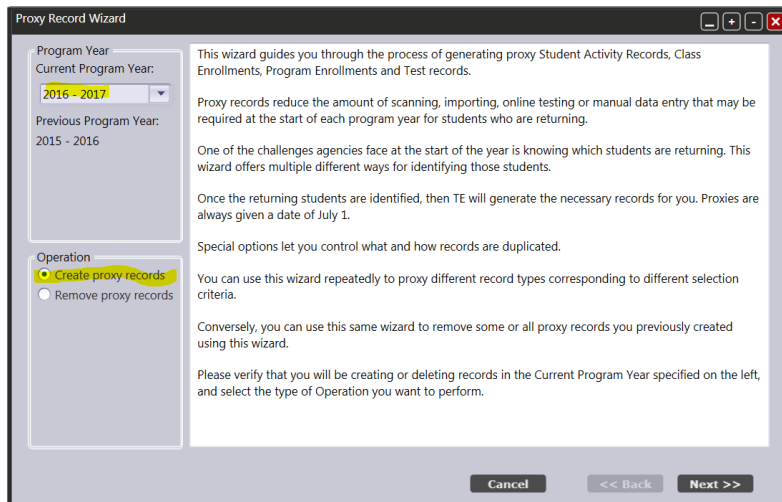 Proxy Record Wizard
Program Year
Current Program Year:
2016 - 2017
Previous Program Year:
2015 - 2016
Operation
Create proxy records
Remove proxy records
This wizard guides you through the process of generating proxy Student Activity Records, Class
Enrollments, Program Enrollments and Test records.
Proxy records reduce the amount of scanning, importing, online testing or manual data entry that may be
required at the start of each program year for students who are returning.
One of the challenges agencies face at the start of the year is knowing which students are returning. This
wizard offers multiple different ways for identifying those students.
Once the returning students are identified, then TE will generate the necessary records for you. Proxies are
always given a date of July 1.
Special options let you control what and how records are duplicated.
You can use this wizard repeatedly to proxy different record types corresponding to different selection
criteria.
Conversely, you can use this same wizard to remove some or all proxy records you previously created
using this wizard.
Please verify that you will be creating or deleting records in the Current Program Year specified on the left,
and select the type of Operation you want to perform.
Cancel
<< Back
Next >>